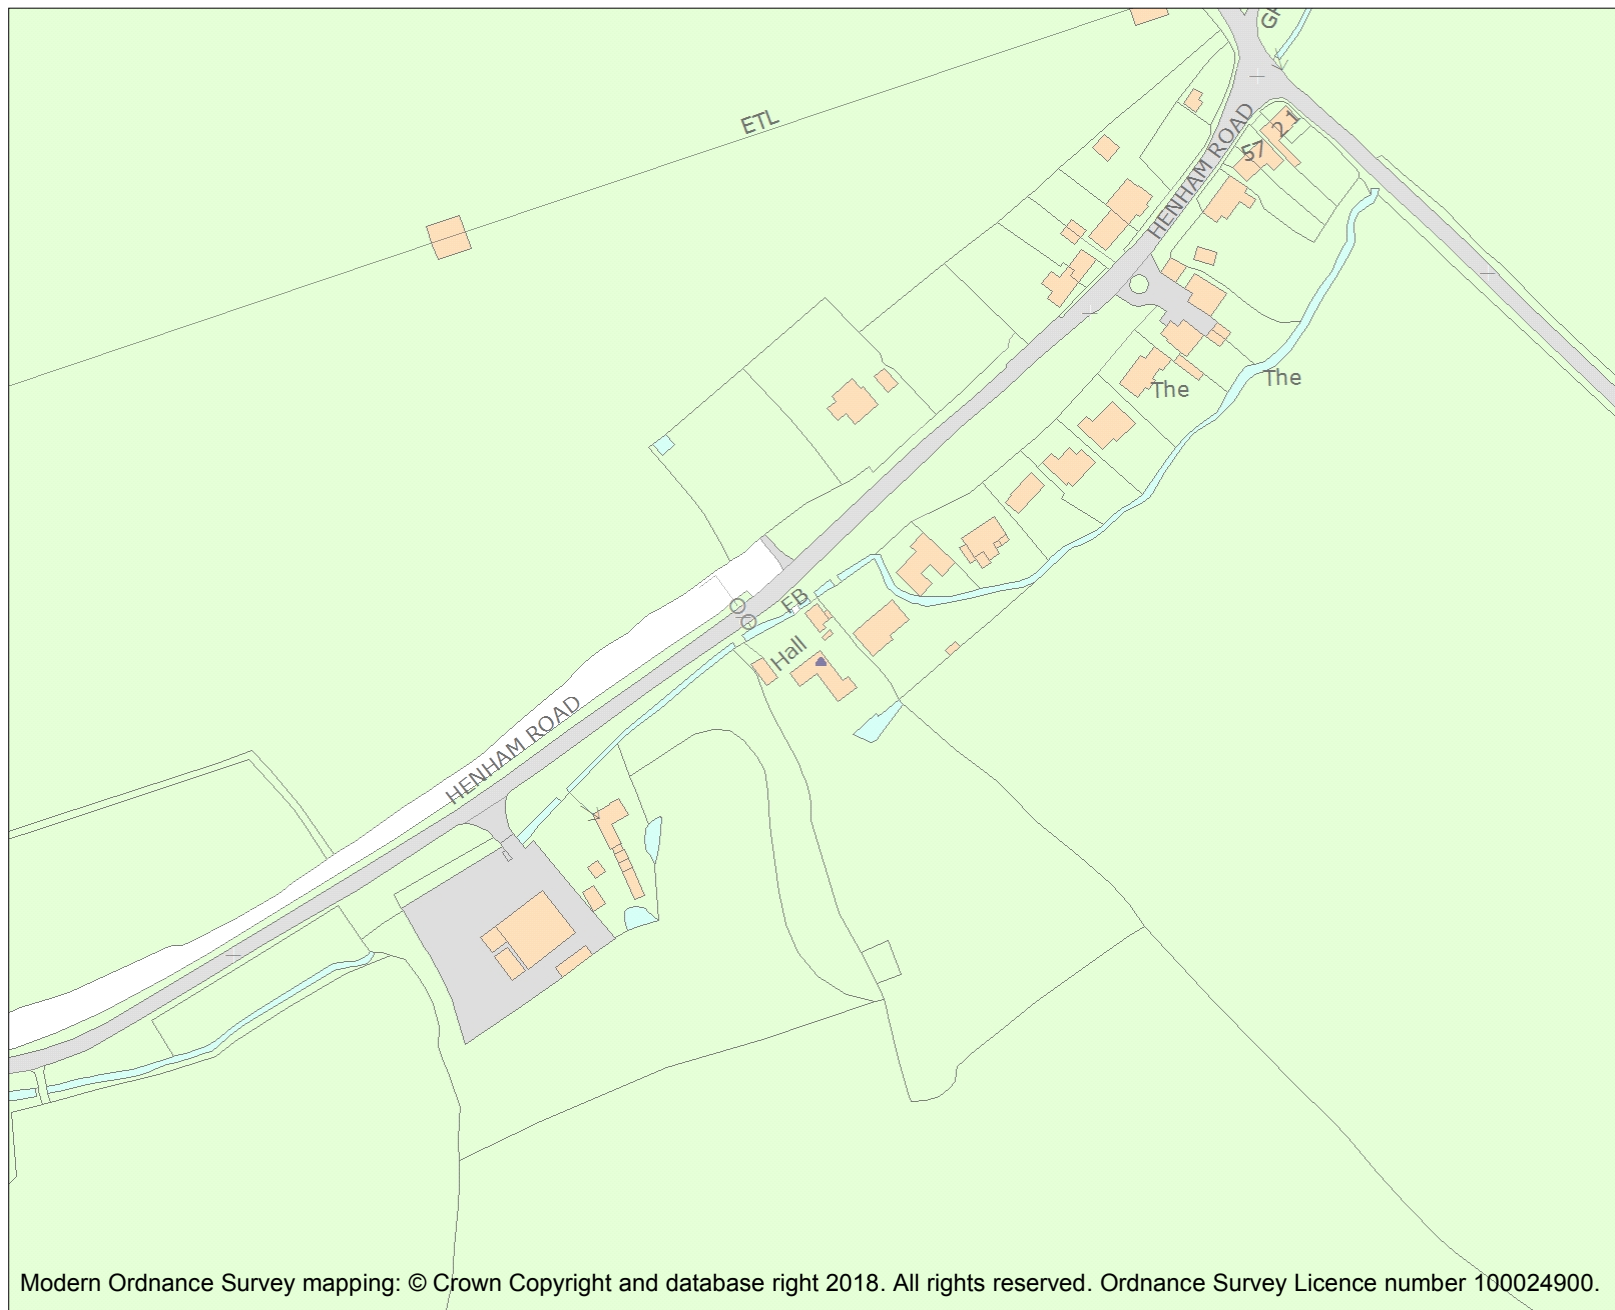 ETL
HENHAM ROAD
2 1
57
The
The
FB
Hall
HENHAM ROAD
Modern Ordnance Survey mapping: © Crown Copyright and database right 2018. All rights reserved. Ordnance Survey Licence number 100024900.